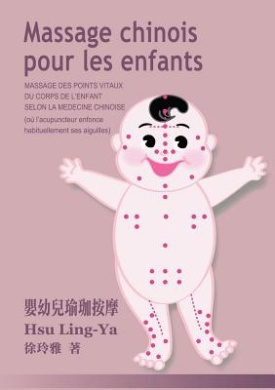 Massage chinois
pour les enfants
MASSAGE DES POINTS VITAUX
DU CORPS DE L'ENFANT
SELON LA MEDECINE CHINOISE
(où l'acupuncteur enfonce
habituellement ses aiguilles)
嬰幼兒瑜珈按摩
Hsu Ling-Ya
徐玲雅 著